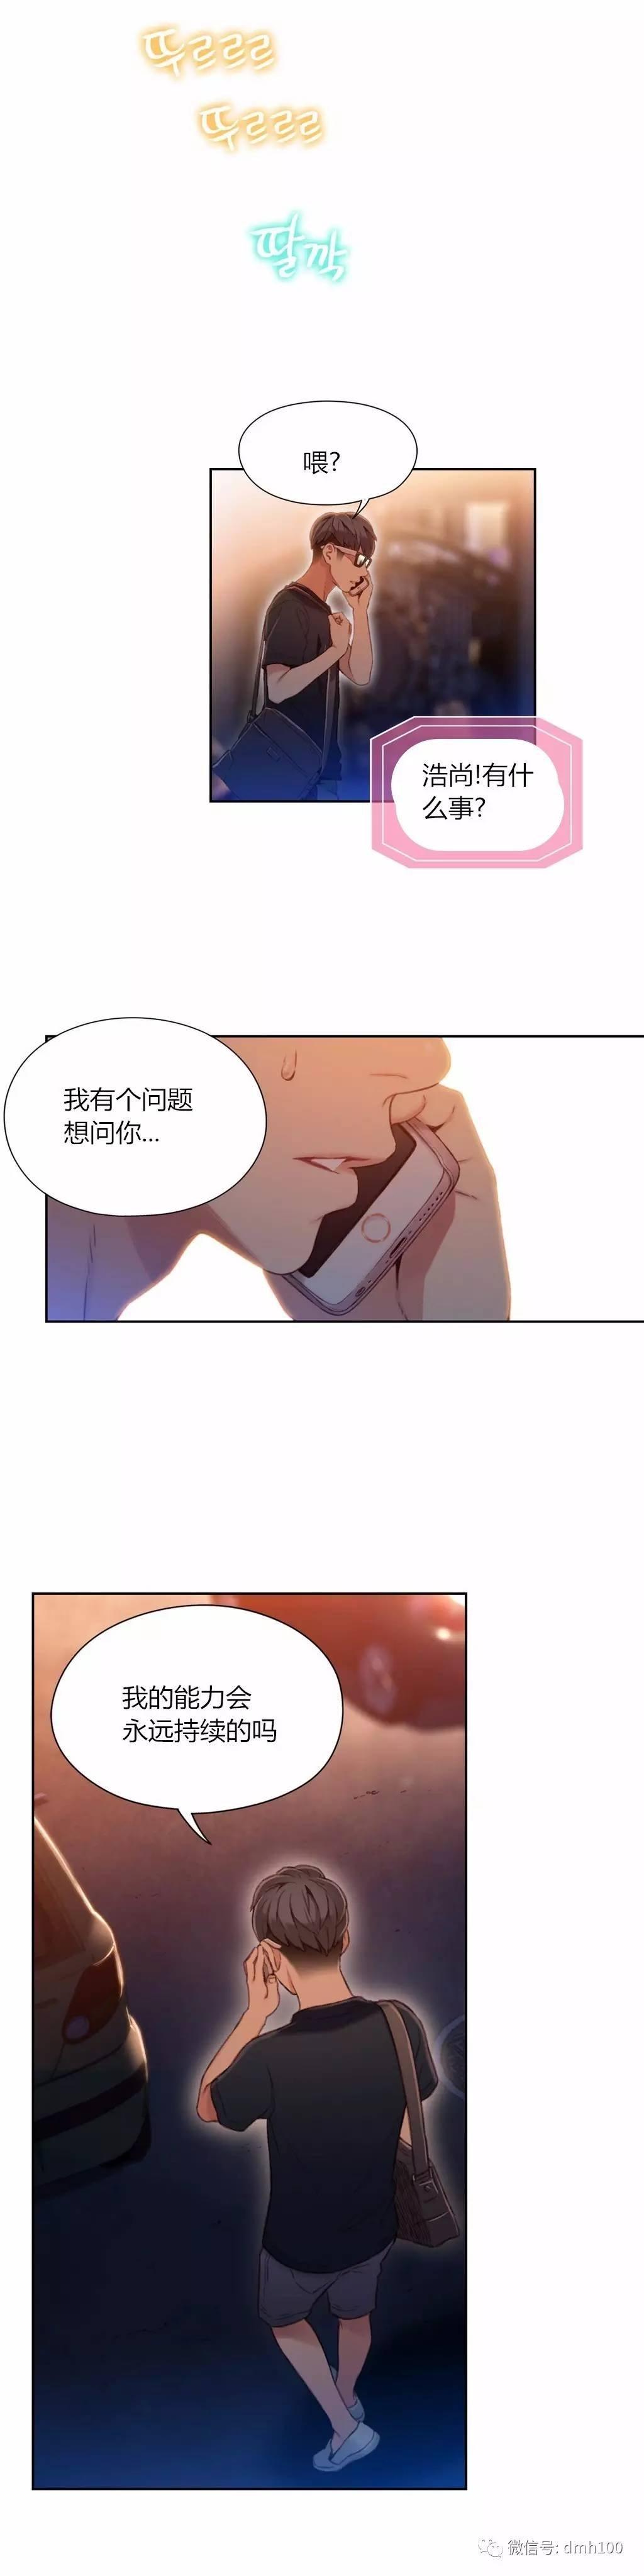 뚜르르르
뚜르르르
딸깍
喂?
浩尚!有什
么事?
我有个问题
想问你...
我的能力会
永远持续的吗
微信号: dmh100